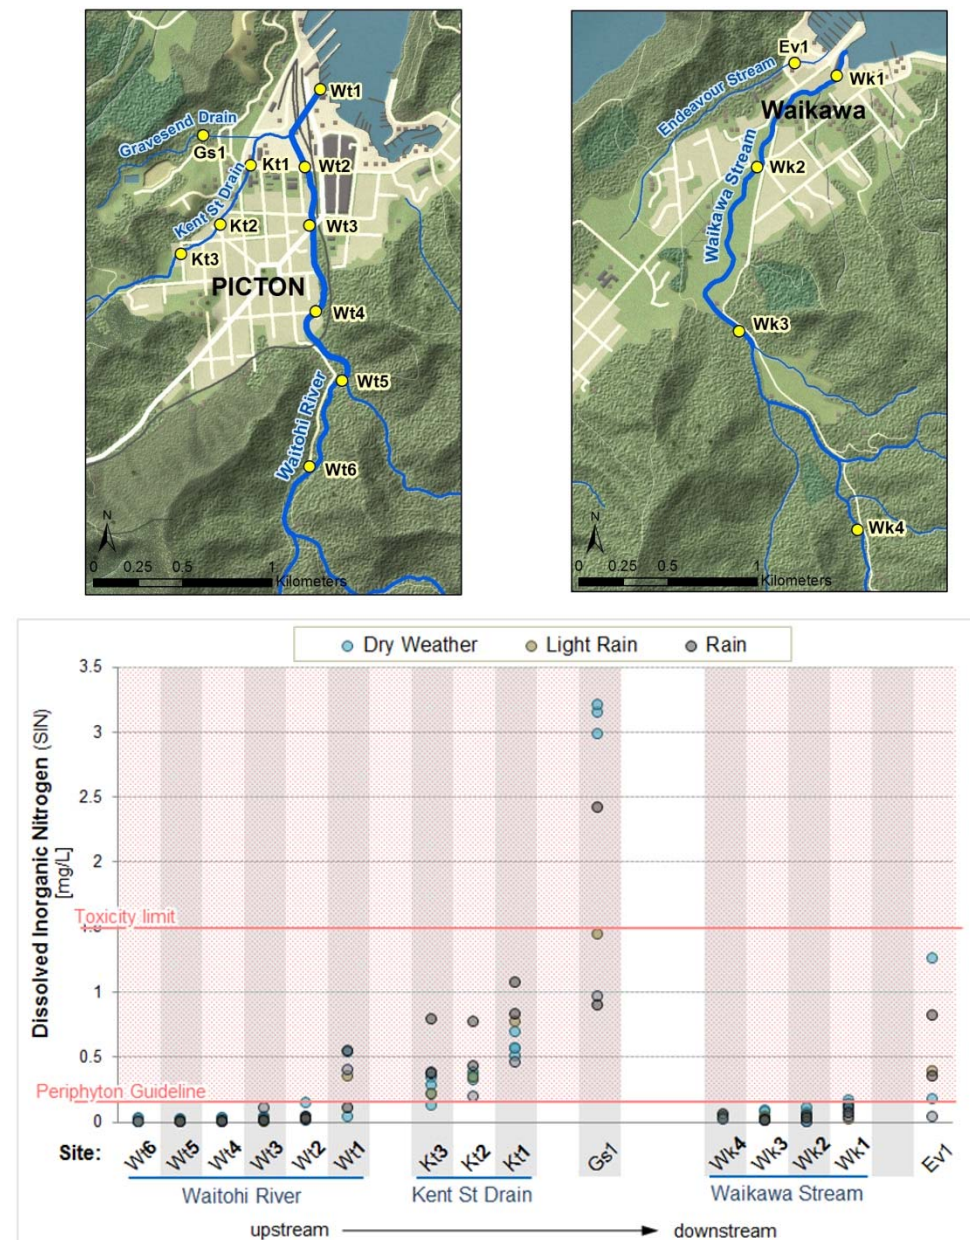 Wt1
Gravesend Drain
Gs1
Kt1
Wt2
Kent St Drain
Kt2
Wt3
Kt3
PICTON
Wt4
Wt5
Waitohi River
Wt6
N
0 0.25 0.5 1
Kilometers
Ev1
Wk1
Endeavour Stream
Waikawa
Wk2
Waikawa Stream
Wk3
Wk4
N
0 0.25 0.5 1
Kilometers
Dry Weather Light Rain Rain
Dissolved Inorganic Nitrogen (SIN)
[mg/L]
3.5
3
2.5
2
Toxicity limit
1
0.5
Periphyton Guideline
0
Site: Wt6 Wt5 Wt4 Wt3 Wt2 Wt1 Kt3 Kt2 Kt1 Gs1 Wk4 Wk3 Wk2 Wk1 Ev1
Waitohi River Kent St Drain Waikawa Stream
upstream downstream